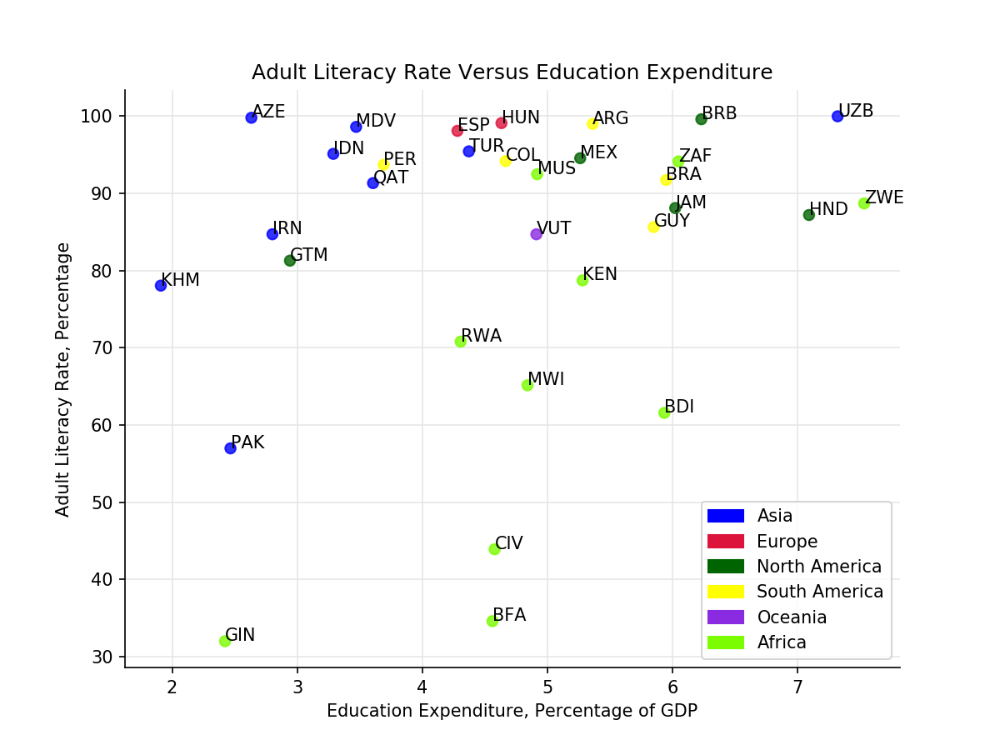 Adult Literacy Rate Versus Education Expenditure
Adult Literacy Rate, Percentage
100
90
80
70
60
50
40
30
AZE
MDV
ESP
HUN
ARG
BRB
UZB
IDN
PER
TUR
COL
MEX
ZAF
QAT
MUS
BRA
IRN
VUT
GUY
JAM
HND
ZWE
GTM
KHM
KEN
RWA
MWI
BDI
PAK
CIV
BFA
GIN
Asia
Europe
North America
South America
Oceania
Africa
2 3 4 5 6 7
Education Expenditure, Percentage of GDP